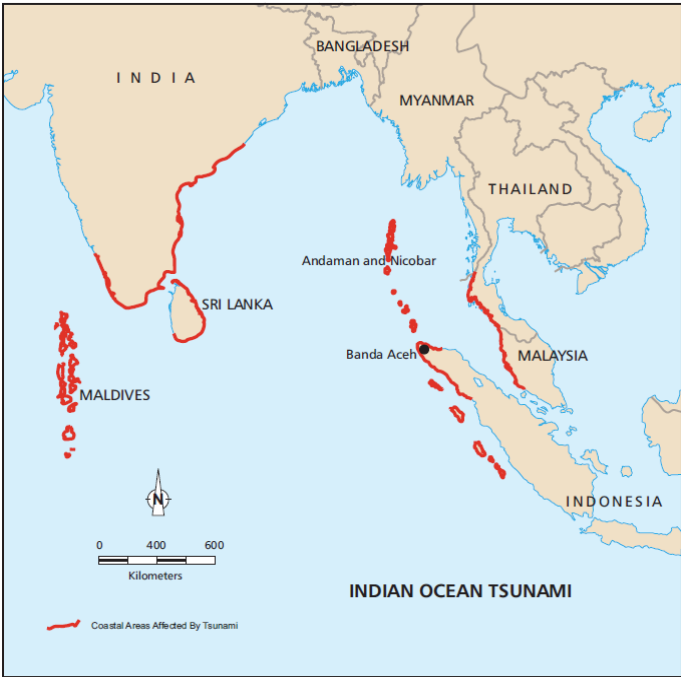 BANGLADESH
INDIA
MYANMAR
THAILAND
Andaman and Nicobar
SRI LANKA
Banda Aceh
MALAYSIA
MALDIVES
N
INDONESIA
0 400 600
Kilometers
INDIAN OCEAN TSUNAMI
Coastal Areas Affected By Tsunami